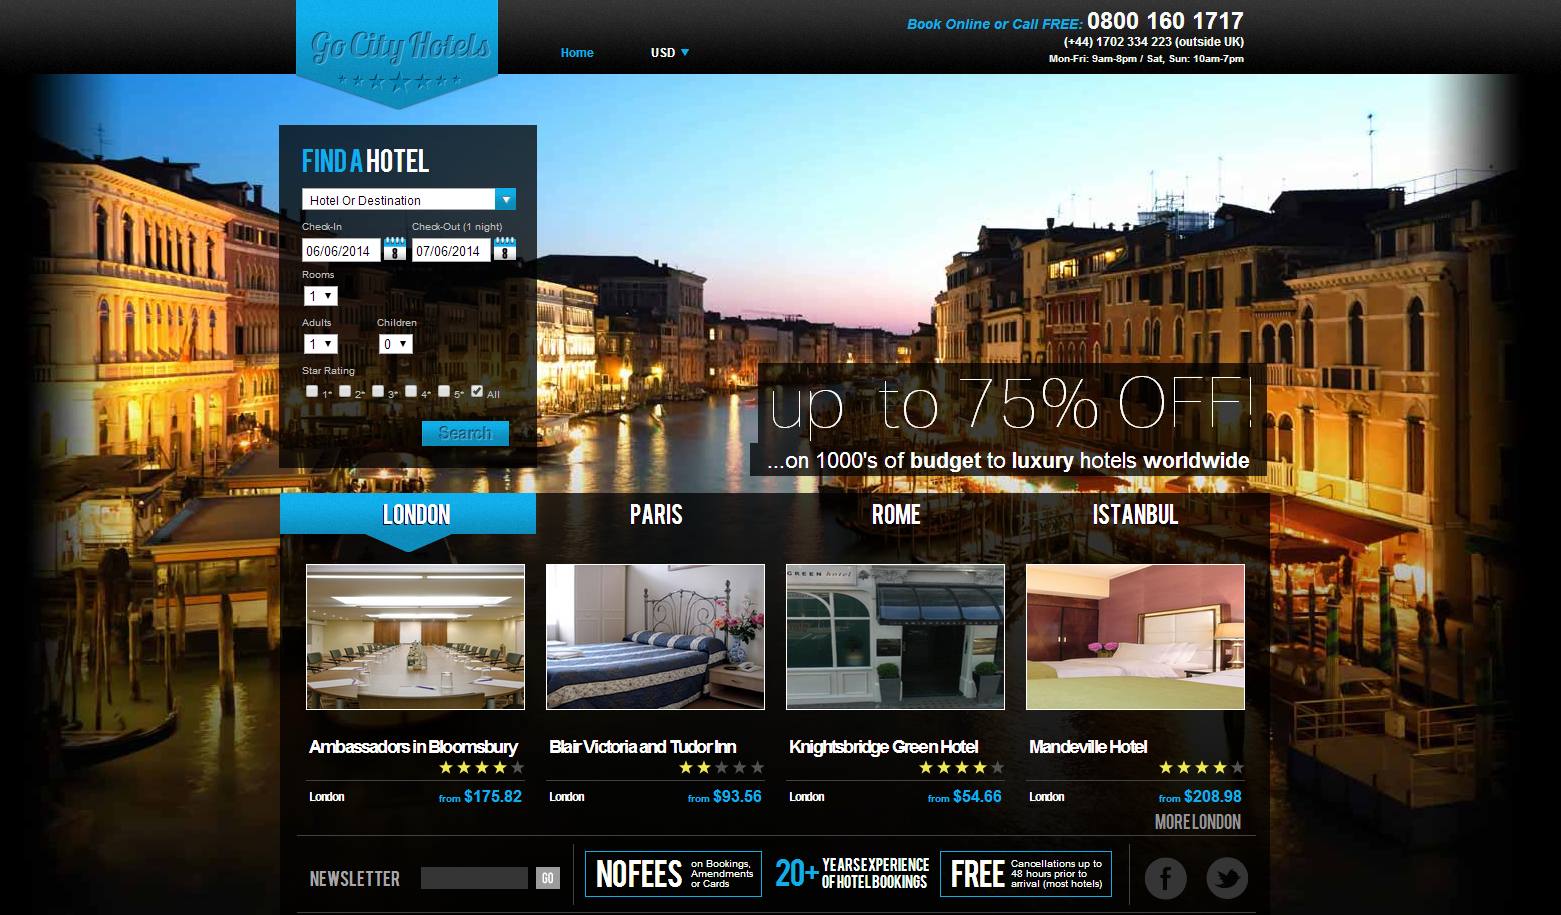 Go City Hotels
Home
USD
Book Online or Call FREE: 0800 160 1717
(+44) 1702 334 223 (outside UK)
Mon-Fri: 9am-8pm / Sat, Sun: 10am-7pm
FIND A HOTEL
Hotel Or Destination
Check-In
Check-Out (1 night)
06/06/2014
8
07/06/2014
8
Rooms
1
Adults
Children
1
0
Star Rating
1* 2* 3* 4* 5* All
Search
up to 75% OFF!
...on 1000's of budget to luxury hotels worldwide
LONDON
PARIS
ROME
ISTANBUL
GREEN hotel
Ambassadors in Bloomsbury
London
from $175.82
Blair Victoria and Tudor Inn
London
from $93.56
Knightsbridge Green Hotel
London
from $54.66
Mandeville Hotel
London
from $208.98
MORE LONDON
NEWSLETTER
GO
NO FEES
on Bookings,
Amendments
or Cards
20+
YEARS EXPERIENCE
OF HOTEL BOOKINGS
FREE
Cancellations up to
48 hours prior to
arrival (most hotels)
f